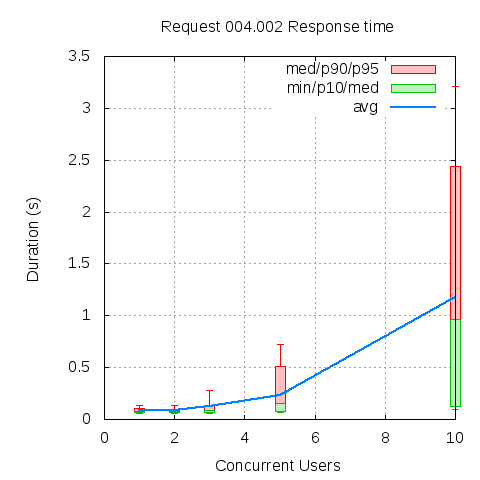 Request 004.002 Response time
med/p90/p95
min/p10/med
avg
3.5
3
2.5
2
1.5
1
0.5
0
Duration (s)
0 2 4 6 8 10
Concurrent Users